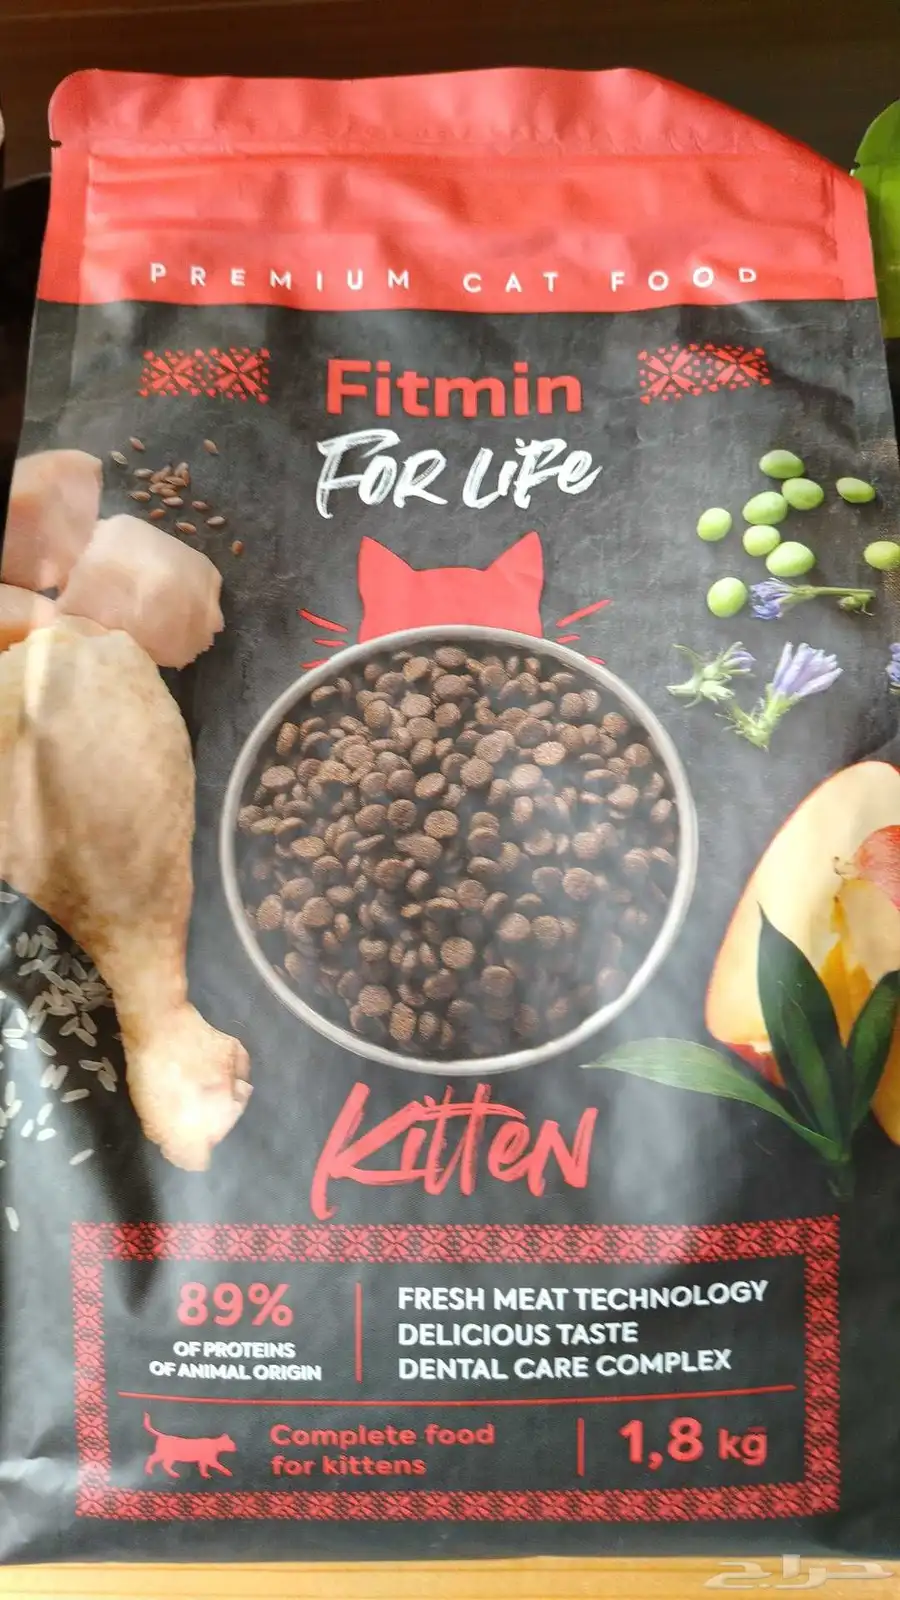 PREMIUM CAT FOOD
Fitmin
FOR LiFe
Kitten
89%
OF PROTEINS
OF ANIMAL ORIGIN
FRESH MEAT TECHNOLOGY
DELICIOUS TASTE
DENTAL CARE COMPLEX
Complete food
for kittens
1,8 kg
حراج